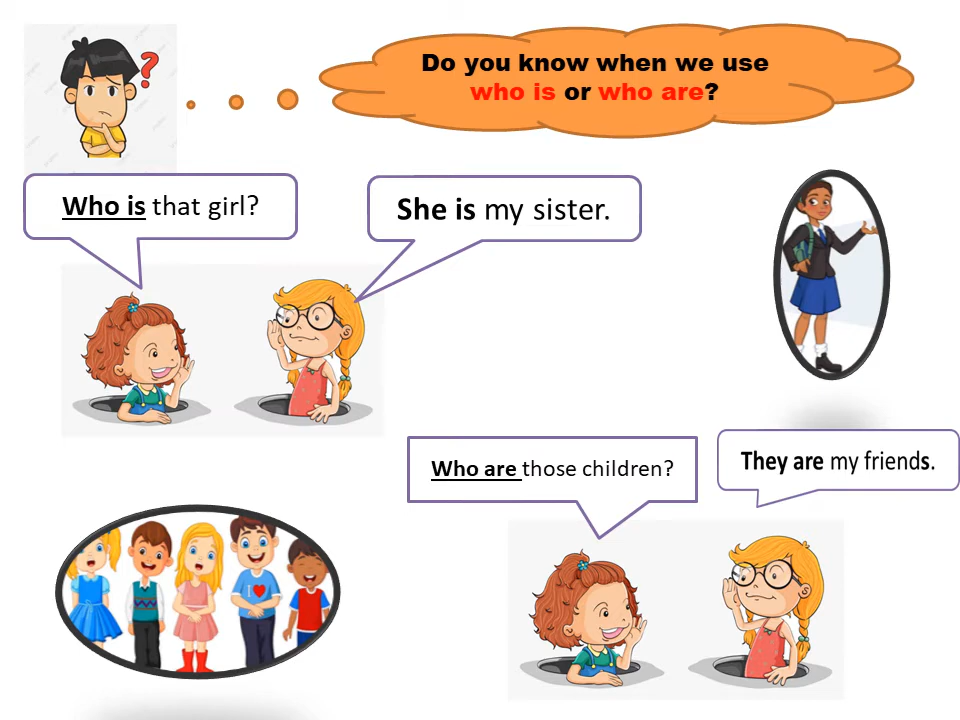 Do you know when we use
who is or who are?
Who is that girl?
She is my sister.
Who are those children?
They are my friends.
I ♥